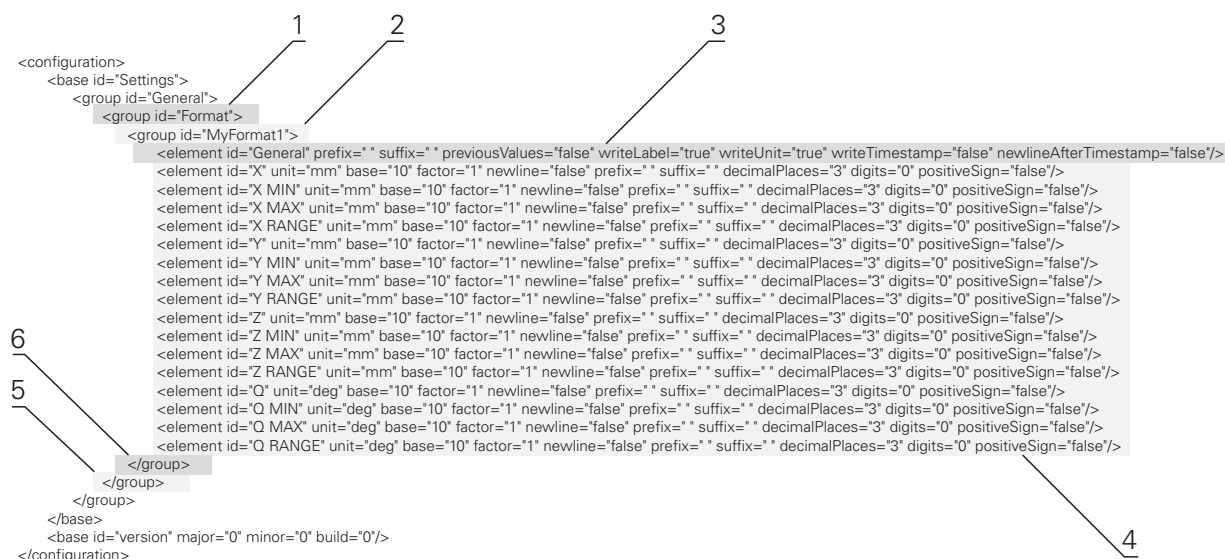 1 2 3
<configuration>
<base id="Settings">
<group id="General">
<group id="Format">
<group id="MyFormat1">
<element id="General" prefix=" " suffix=" " previousValues="false" writeLabel="true" writeUnit="true" writeTimestamp="false" newlineAfterTimestamp="false"/>
<element id="X" unit="mm" base="10" factor="1" newline="false" prefix=" " suffix=" " decimalPlaces="3" digits="0" positiveSign="false"/>
<element id="X MIN" unit="mm" base="10" factor="1" newline="false" prefix=" " suffix=" " decimalPlaces="3" digits="0" positiveSign="false"/>
<element id="X MAX" unit="mm" base="10" factor="1" newline="false" prefix=" " suffix=" " decimalPlaces="3" digits="0" positiveSign="false"/>
<element id="X RANGE" unit="mm" base="10" factor="1" newline="false" prefix=" " suffix=" " decimalPlaces="3" digits="0" positiveSign="false"/>
<element id="Y" unit="mm" base="10" factor="1" newline="false" prefix=" " suffix=" " decimalPlaces="3" digits="0" positiveSign="false"/>
<element id="Y MIN" unit="mm" base="10" factor="1" newline="false" prefix=" " suffix=" " decimalPlaces="3" digits="0" positiveSign="false"/>
<element id="Y MAX" unit="mm" base="10" factor="1" newline="false" prefix=" " suffix=" " decimalPlaces="3" digits="0" positiveSign="false"/>
<element id="Y RANGE" unit="mm" base="10" factor="1" newline="false" prefix=" " suffix=" " decimalPlaces="3" digits="0" positiveSign="false"/>
<element id="Z" unit="mm" base="10" factor="1" newline="false" prefix=" " suffix=" " decimalPlaces="3" digits="0" positiveSign="false"/>
<element id="Z MIN" unit="mm" base="10" factor="1" newline="false" prefix=" " suffix=" " decimalPlaces="3" digits="0" positiveSign="false"/>
<element id="Z MAX" unit="mm" base="10" factor="1" newline="false" prefix=" " suffix=" " decimalPlaces="3" digits="0" positiveSign="false"/>
<element id="Z RANGE" unit="mm" base="10" factor="1" newline="false" prefix=" " suffix=" " decimalPlaces="3" digits="0" positiveSign="false"/>
<element id="Q" unit="deg" base="10" factor="1" newline="false" prefix=" " suffix=" " decimalPlaces="3" digits="0" positiveSign="false"/>
<element id="Q MIN" unit="deg" base="10" factor="1" newline="false" prefix=" " suffix=" " decimalPlaces="3" digits="0" positiveSign="false"/>
<element id="Q MAX" unit="deg" base="10" factor="1" newline="false" prefix=" " suffix=" " decimalPlaces="3" digits="0" positiveSign="false"/>
<element id="Q RANGE" unit="deg" base="10" factor="1" newline="false" prefix=" " suffix=" " decimalPlaces="3" digits="0" positiveSign="false"/>
6
5
</group>
</group>
</group>
</base>
<base id="version" major="0" minor="0" build="0"/>
</configuration>
4